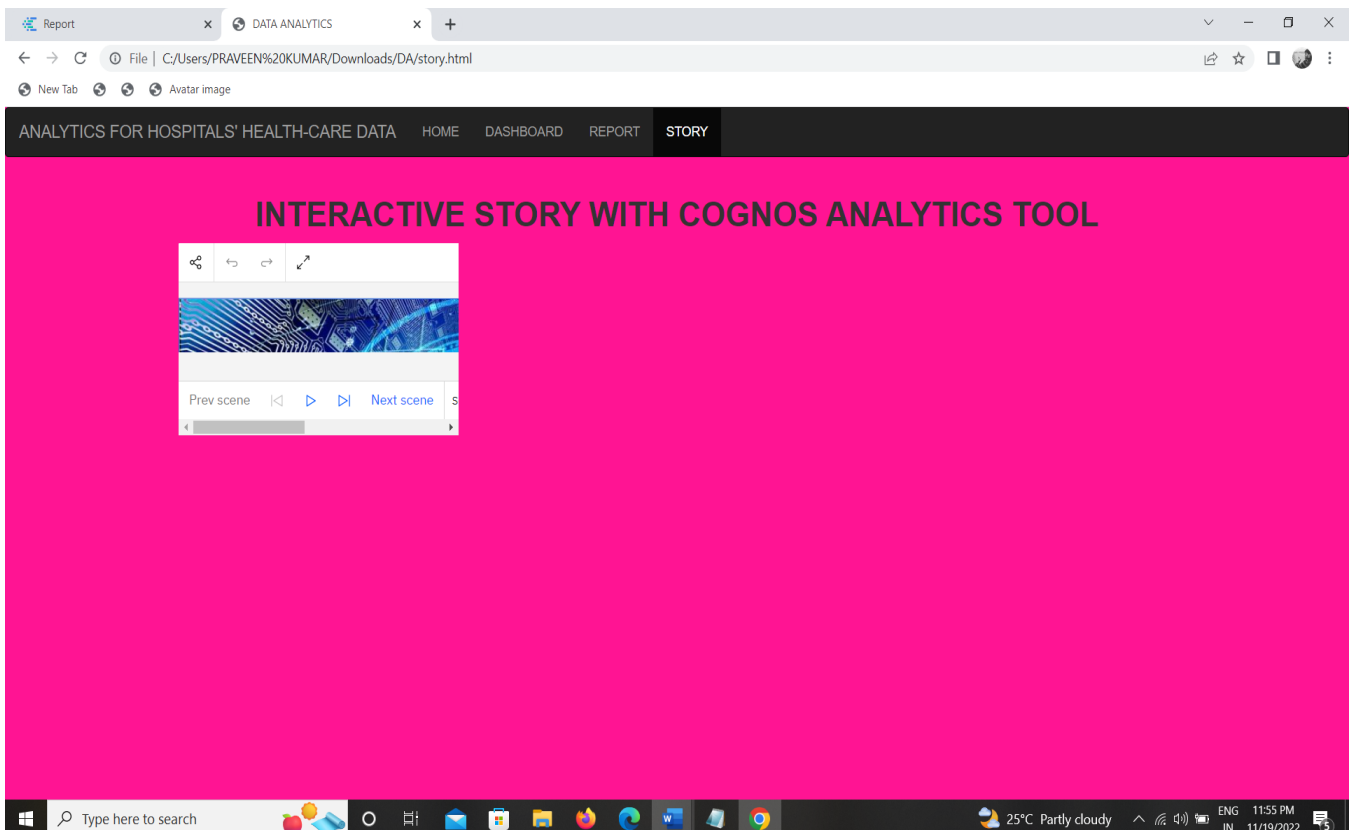 Report
DATA ANALYTICS
File | C:/Users/PRAVEEN%20KUMAR/Downloads/DA/story.html
New Tab
Avatar image
ANALYTICS FOR HOSPITALS' HEALTH-CARE DATA HOME DASHBOARD REPORT STORY
INTERACTIVE STORY WITH COGNOS ANALYTICS TOOL
Prev scene Next scene S
Type here to search
25°C Partly cloudy
ENG 11:55 PM
IN 11/19/2022
5